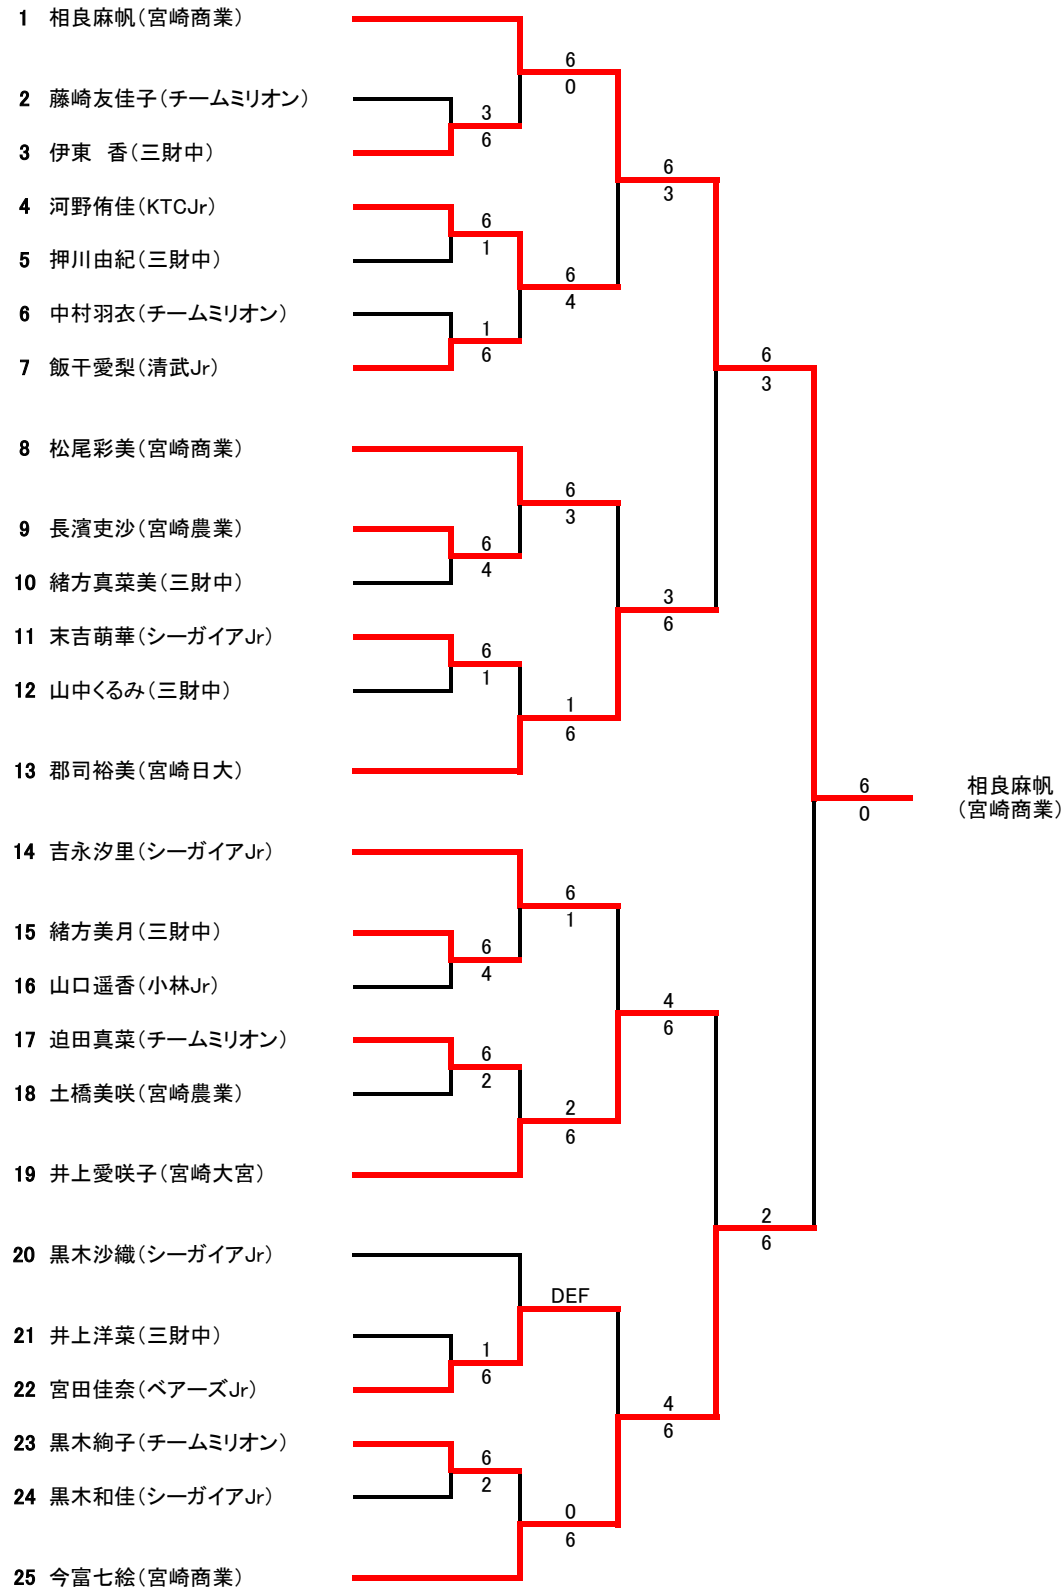 1 相良麻帆(宮崎商業)
6
0
2 藤崎友佳子(チームミリオン)
3
6
3 伊東 香(三財中)
6
3
4 河野侑佳(KTCJr)
6
1
5 押川由紀(三財中)
6
4
6 中村羽衣(チームミリオン)
1
6
7 飯干愛梨(清武Jr)
6
3
8 松尾彩美(宮崎商業)
6
3
9 長濱吏沙(宮崎農業)
6
4
10 緒方真菜美(三財中)
3
6
11 末吉萌華(シーガイアJr)
6
1
12 山中くるみ(三財中)
1
6
13 郡司裕美(宮崎日大)
6
0
相良麻帆
(宮崎商業)
14 吉永汐里(シーガイアJr)
6
1
15 緒方美月(三財中)
6
4
16 山口遥香(小林Jr)
4
6
17 迫田真菜(チームミリオン)
6
2
18 土橋美咲(宮崎農業)
2
6
19 井上愛咲子(宮崎大宮)
2
6
20 黒木沙織(シーガイアJr)
DEF
21 井上洋菜(三財中)
1
6
22 宮田佳奈(ベアーズJr)
4
6
23 黒木絢子(チームミリオン)
6
2
24 黒木和佳(シーガイアJr)
0
6
25 今富七絵(宮崎商業)